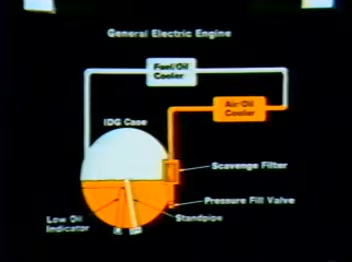 General Electric Engine
Fuel/Oil
Cooler
Air/Oil
Cooler
IDG Case
Scavenge Filter
Pressure Fill Valve
Low Oil
Indicator
Standpipe